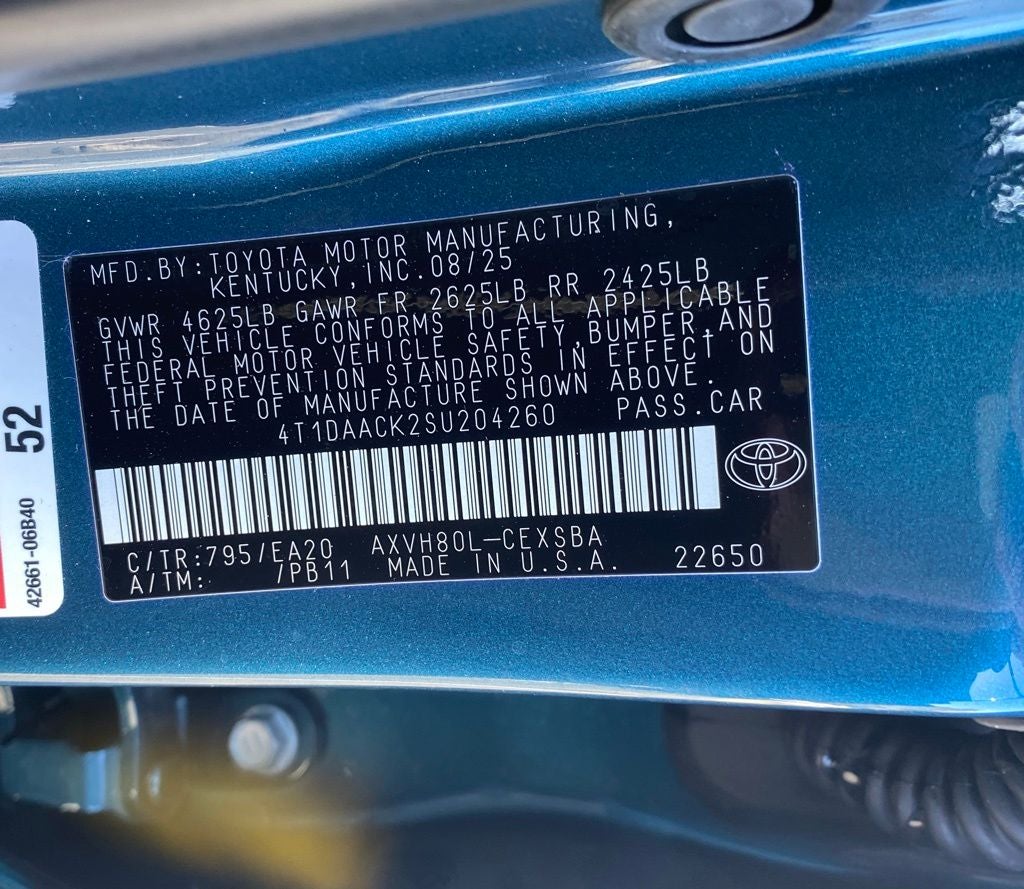 MFD.BY:TOYOTA MOTOR MANUFACTURING,
KENTUCKY,INC.08/25
GVWR 4625LB GAWR FR 2625LB RR 2425LB
THIS VEHICLE CONFORMS TO ALL APPLICABLE
FEDERAL MOTOR VEHICLE SAFETY,BUMPER,AND
THEFT PREVENTION STANDARDS IN EFFECT ON
THE DATE OF MANUFACTURE SHOWN ABOVE.
4T1DAACK2SU204260 PASS.CAR
C/TR:795/EA20 AXVH80L-CEXSBA
A/TM: /PB11 MADE IN U.S.A. 22650
52
42661-06B40